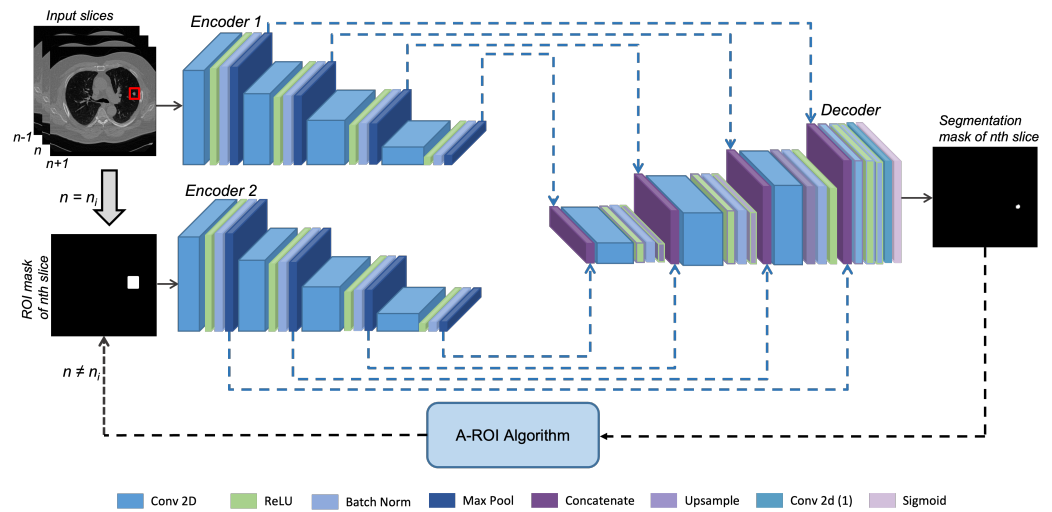 Input slices
Encoder 1
n-1
n
n+1
n = nᵢ
Encoder 2
ROI mask
of nth slice
n ≠ nᵢ
Decoder
Segmentation
mask of nth slice
A-ROI Algorithm
Conv 2D
ReLU
Batch Norm
Max Pool
Concatenate
Upsample
Conv 2d (1)
Sigmoid